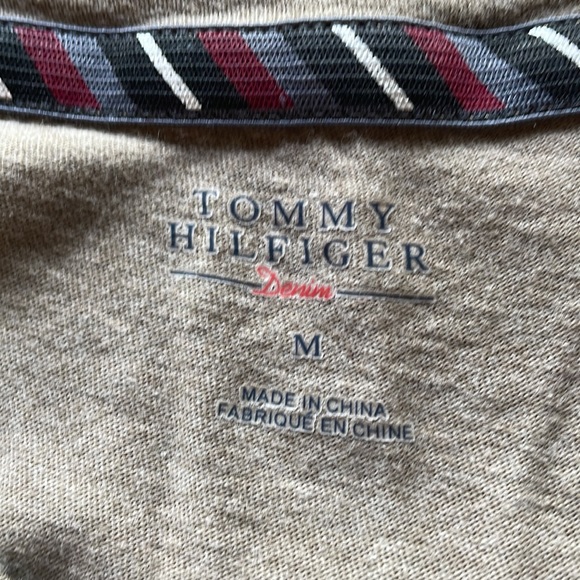 TOMMY
HILFIGER
Denim
M
MADE IN CHINA
FABRIQUÉ EN CHINE